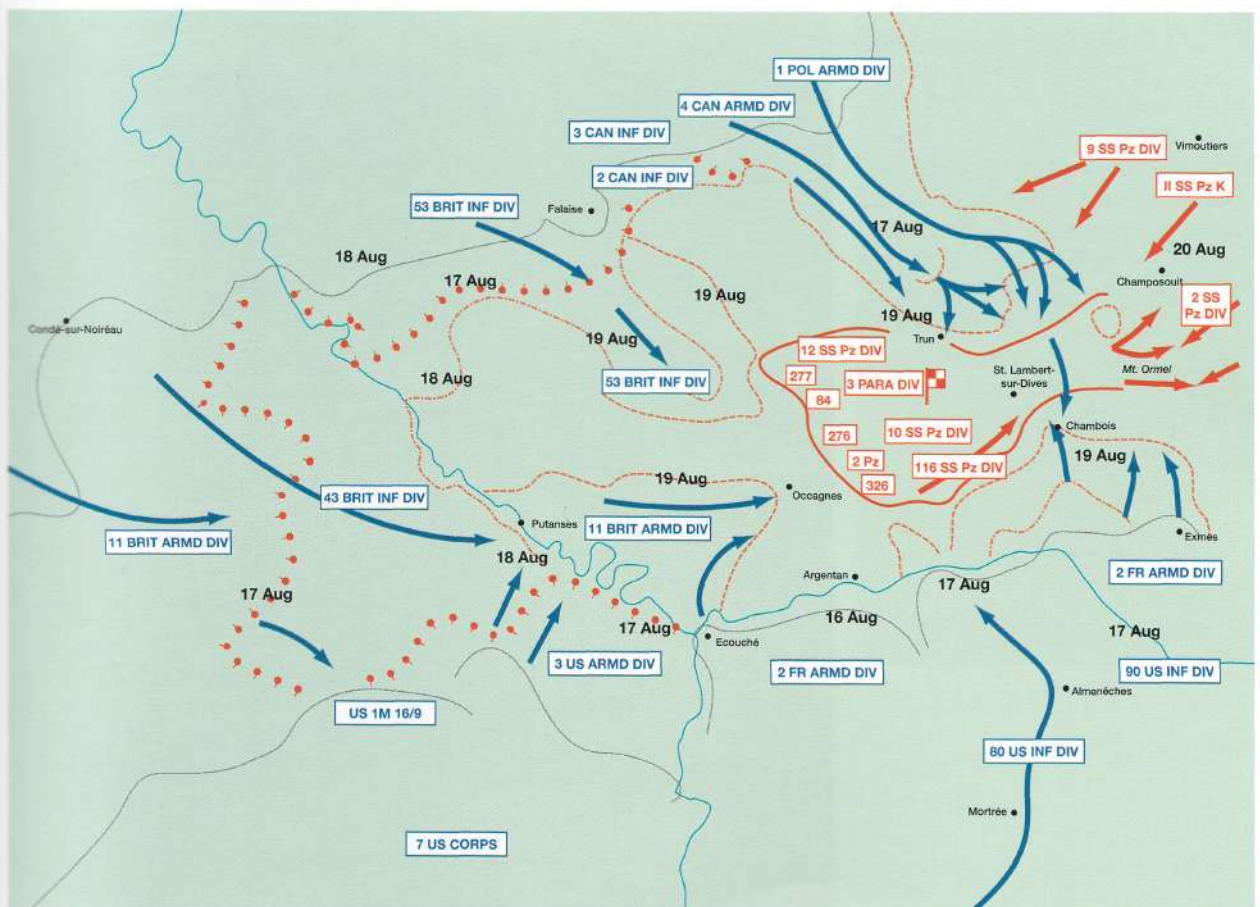 1 POL ARMD DIV
4 CAN ARMD DIV
3 CAN INF DIV
2 CAN INF DIV
9 SS Pz DIV
Vimoutiers
II SS Pz K
53 BRIT INF DIV
Falaise
17 Aug
18 Aug
20 Aug
17 Aug
Champosouit
19 Aug
2 SS
Pz DIV
19 Aug
Condé-sur-Noiréau
19 Aug
Trun
12 SS Pz DIV
18 Aug
53 BRIT INF DIV
277
3 PARA DIV
St. Lambert-
sur-Dives
Mt. Ormel
84
276
10 SS Pz DIV
Chambois
2 Pz
116 SS Pz DIV
19 Aug
19 Aug
326
43 BRIT INF DIV
Occagnes
Putanses
11 BRIT ARMD DIV
11 BRIT ARMD DIV
Exmes
18 Aug
Argentan
2 FR ARMD DIV
17 Aug
17 Aug
16 Aug
17 Aug
17 Aug
Ecouché
3 US ARMD DIV
2 FR ARMD DIV
90 US INF DIV
Almenêches
US 1M 16/9
80 US INF DIV
Mortrée
7 US CORPS